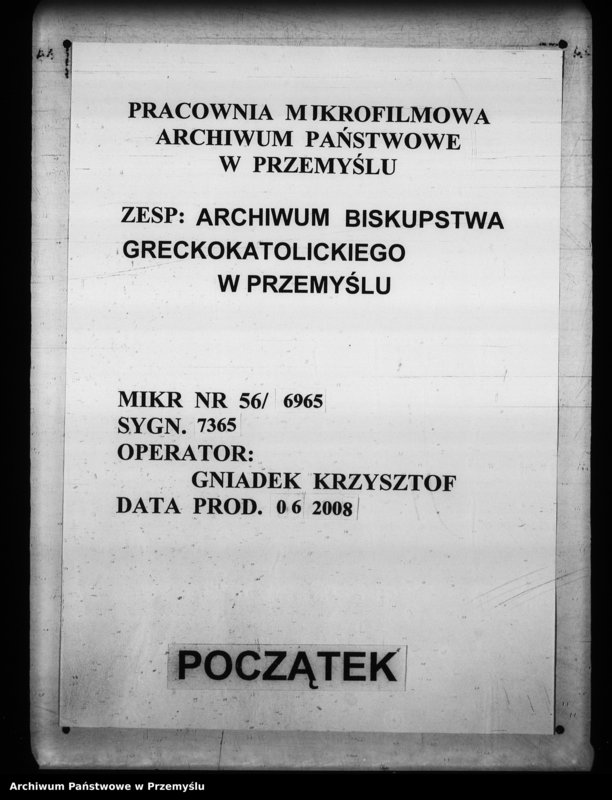 PRACOWNIA MIKROFILMOWA
ARCHIWUM PAŃSTWOWE
W PRZEMYŚLU
ZESP: ARCHIWUM BISKUPSTWA
GRECKOKATOLICKIEGO
W PRZEMYŚLU
MIKR NR 56/ 6965
SYGN. 7365
OPERATOR:
GNIADEK KRZYSZTOF
DATA PROD. 06 2008
POCZĄTEK
Archiwum Państwowe w Przemyślu